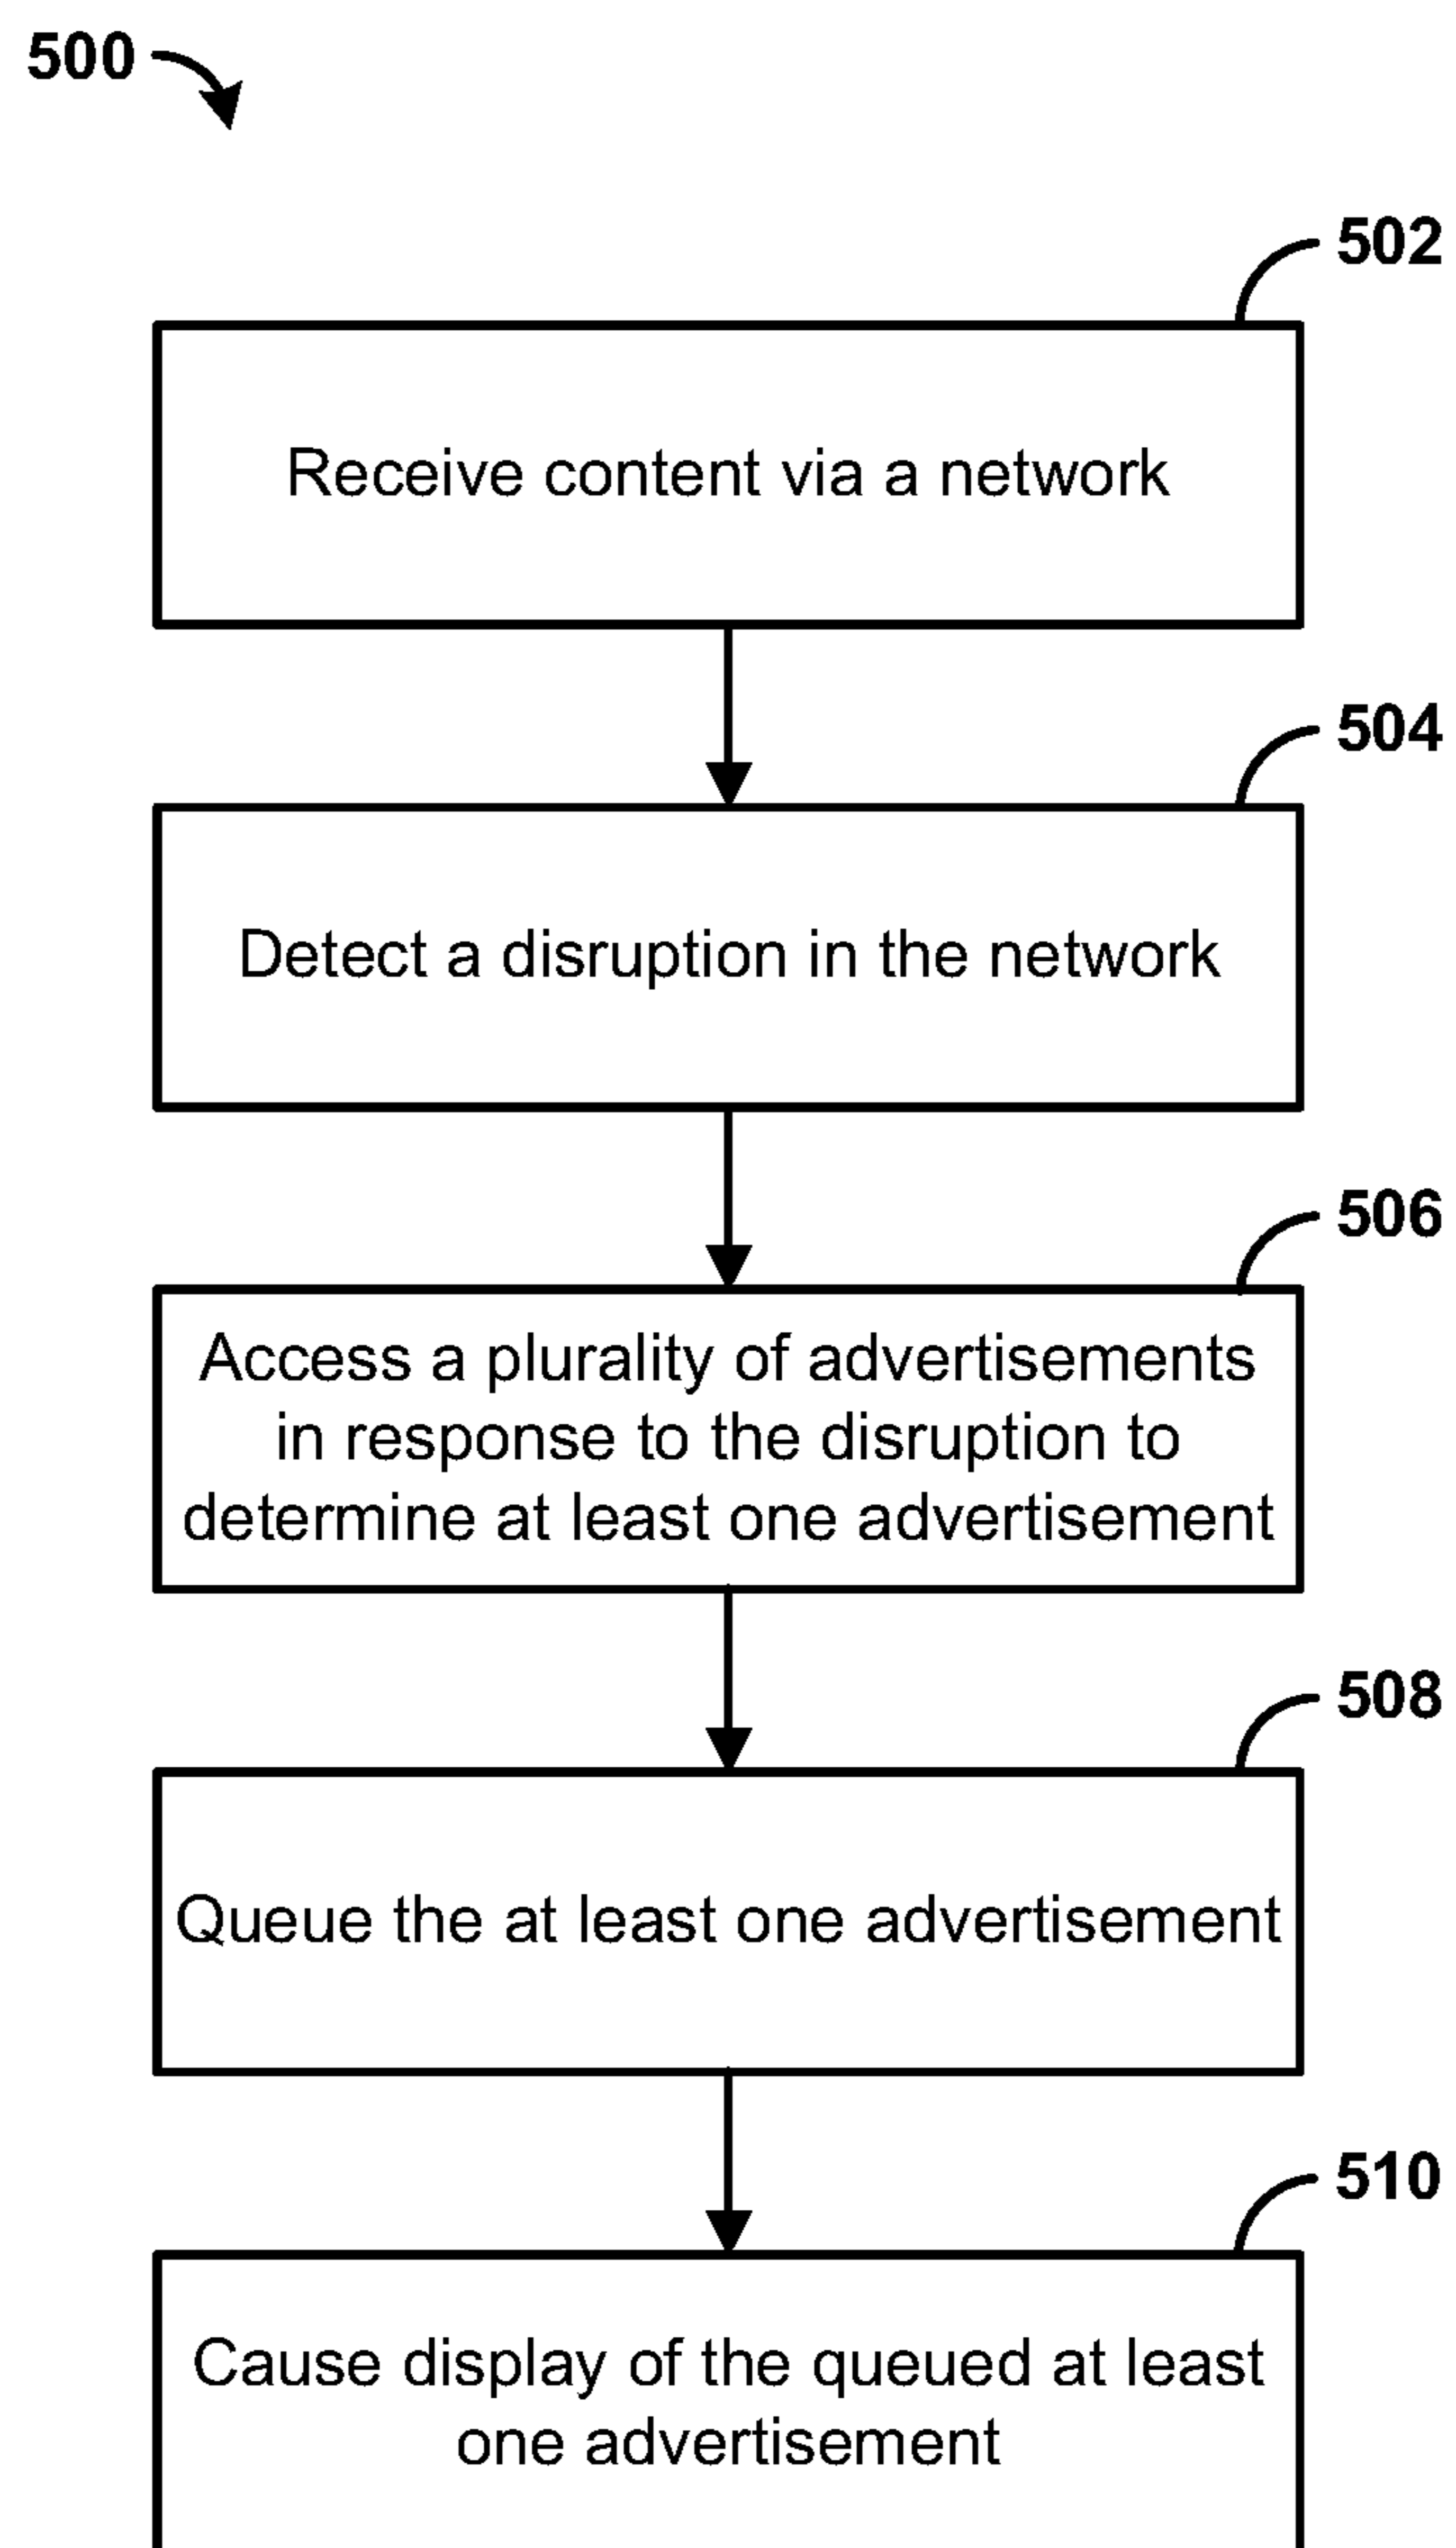 500
502
Receive content via a network
504
Detect a disruption in the network
506
Access a plurality of advertisements
in response to the disruption to
determine at least one advertisement
508
Queue the at least one advertisement
510
Cause display of the queued at least
one advertisement